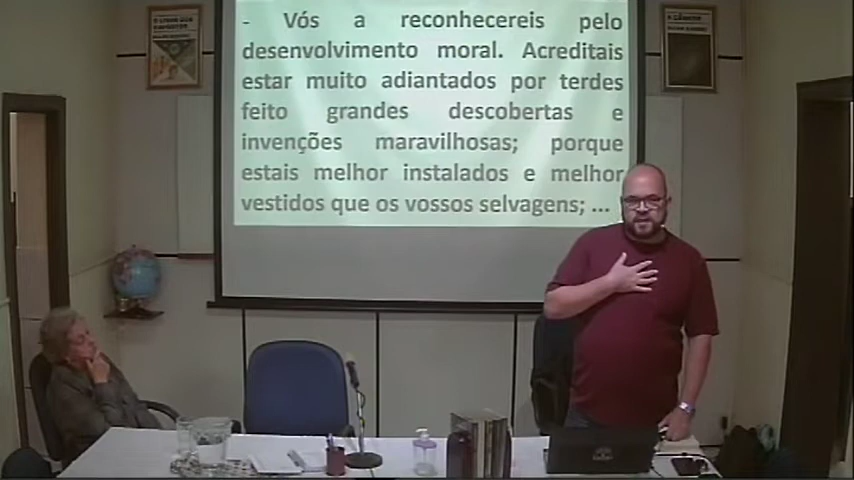 - Vós a reconhecereis pelo
desenvolvimento moral. Acreditais
estar muito adiantados por terdes
feito grandes descobertas e
invenções maravilhosas; porque
estais melhor instalados e melhor
vestidos que os vossos selvagens; ...